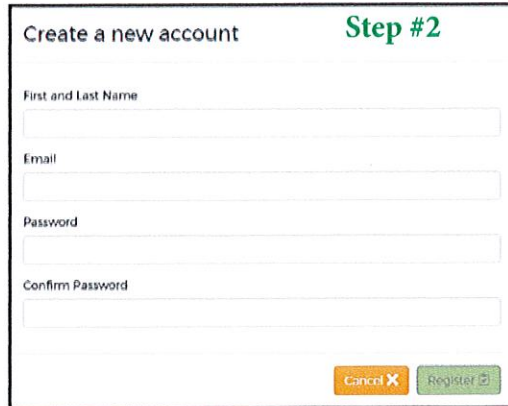 Create a new account
Step #2
First and Last Name
Email
Password
Confirm Password
Cancel
Register